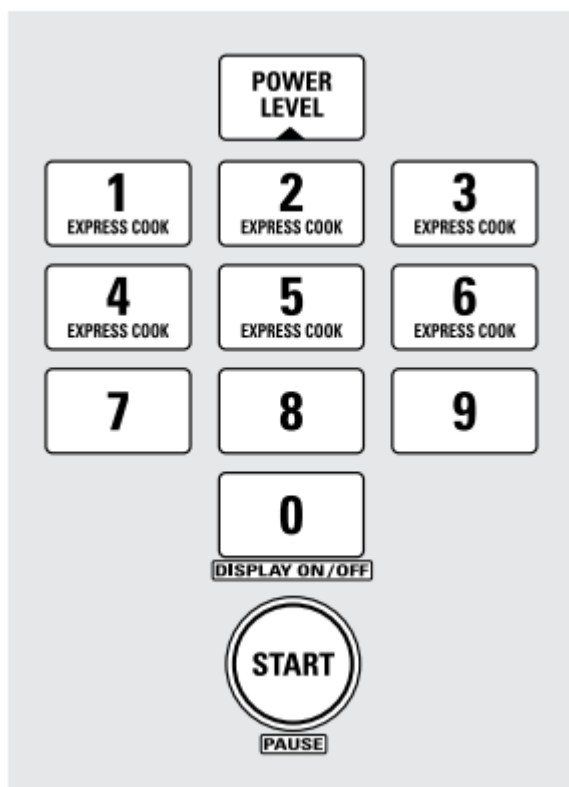 POWER
LEVEL
1
EXPRESS COOK
2
EXPRESS COOK
3
EXPRESS COOK
4
EXPRESS COOK
5
EXPRESS COOK
6
EXPRESS COOK
7
8
9
0
DISPLAY ON/OFF
START
PAUSE